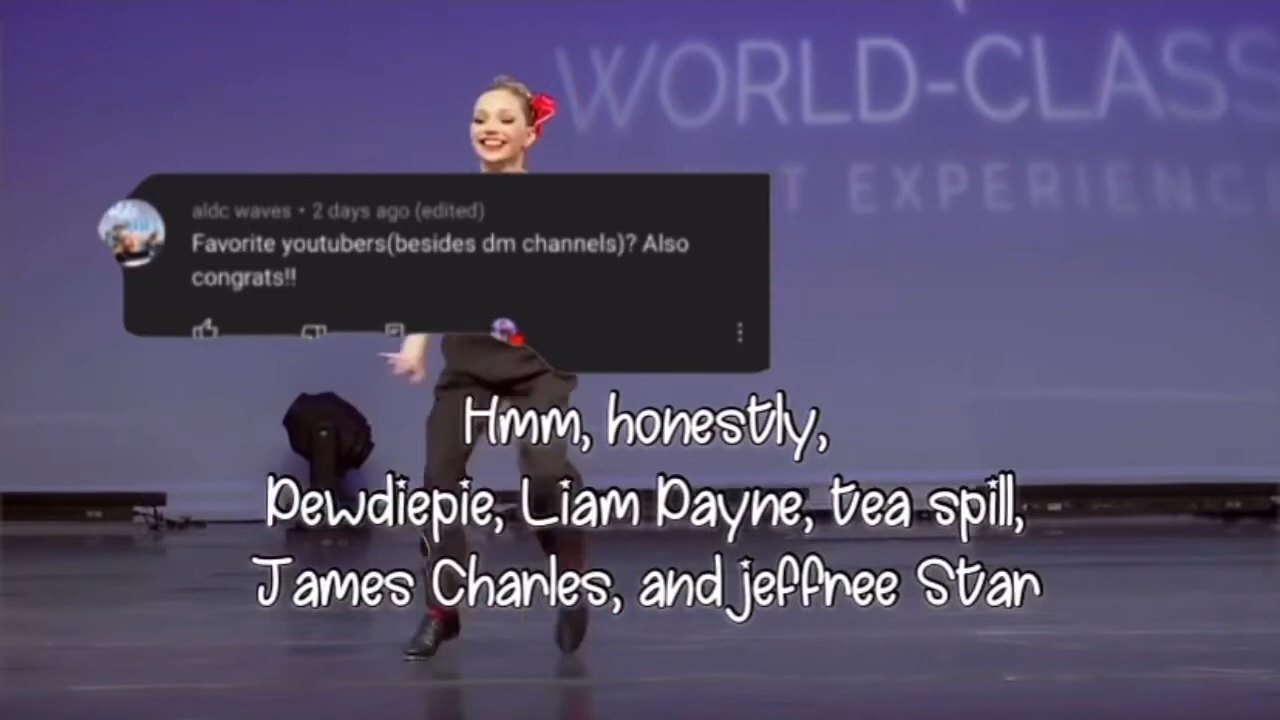 WORLD-CLASS
T EXPERIENC
aldc waves • 2 days ago (edited)
Favorite youtubers(besides dm channels)? Also
congrats!!
Hmm, honestly,
Pewdiepie, Liam Payne, tea spill,
James Charles, and jeffree Star